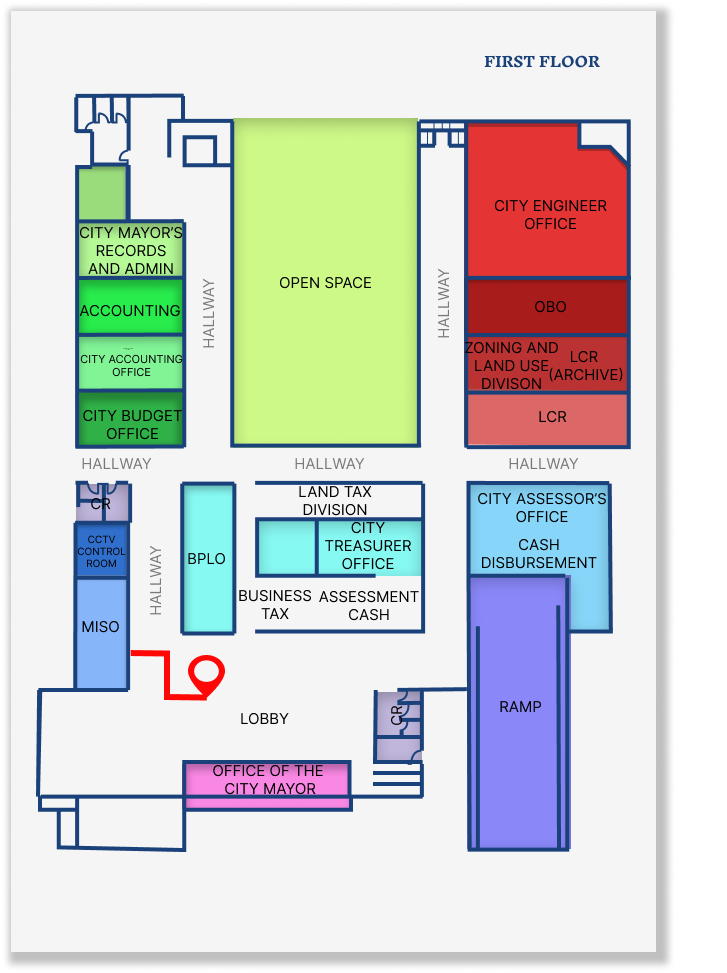 FIRST FLOOR
CITY MAYOR'S
RECORDS
AND ADMIN
ACCOUNTING
CITY ACCOUNTING
OFFICE
CITY BUDGET
OFFICE
HALLWAY
OPEN SPACE
HALLWAY
CITY ENGINEER
OFFICE
OBO
ZONING AND
LAND USE
DIVISON
LCR
(ARCHIVE)
LCR
HALLWAY
HALLWAY
HALLWAY
CR
CCTV
CONTROL
ROOM
MISO
HALLWAY
BPLO
LAND TAX
DIVISION
CITY
TREASURER
OFFICE
BUSINESS
TAX
ASSESSMENT
CASH
CITY ASSESSOR'S
OFFICE
CASH
DISBURSEMENT
RAMP
LOBBY
CR
OFFICE OF THE
CITY MAYOR